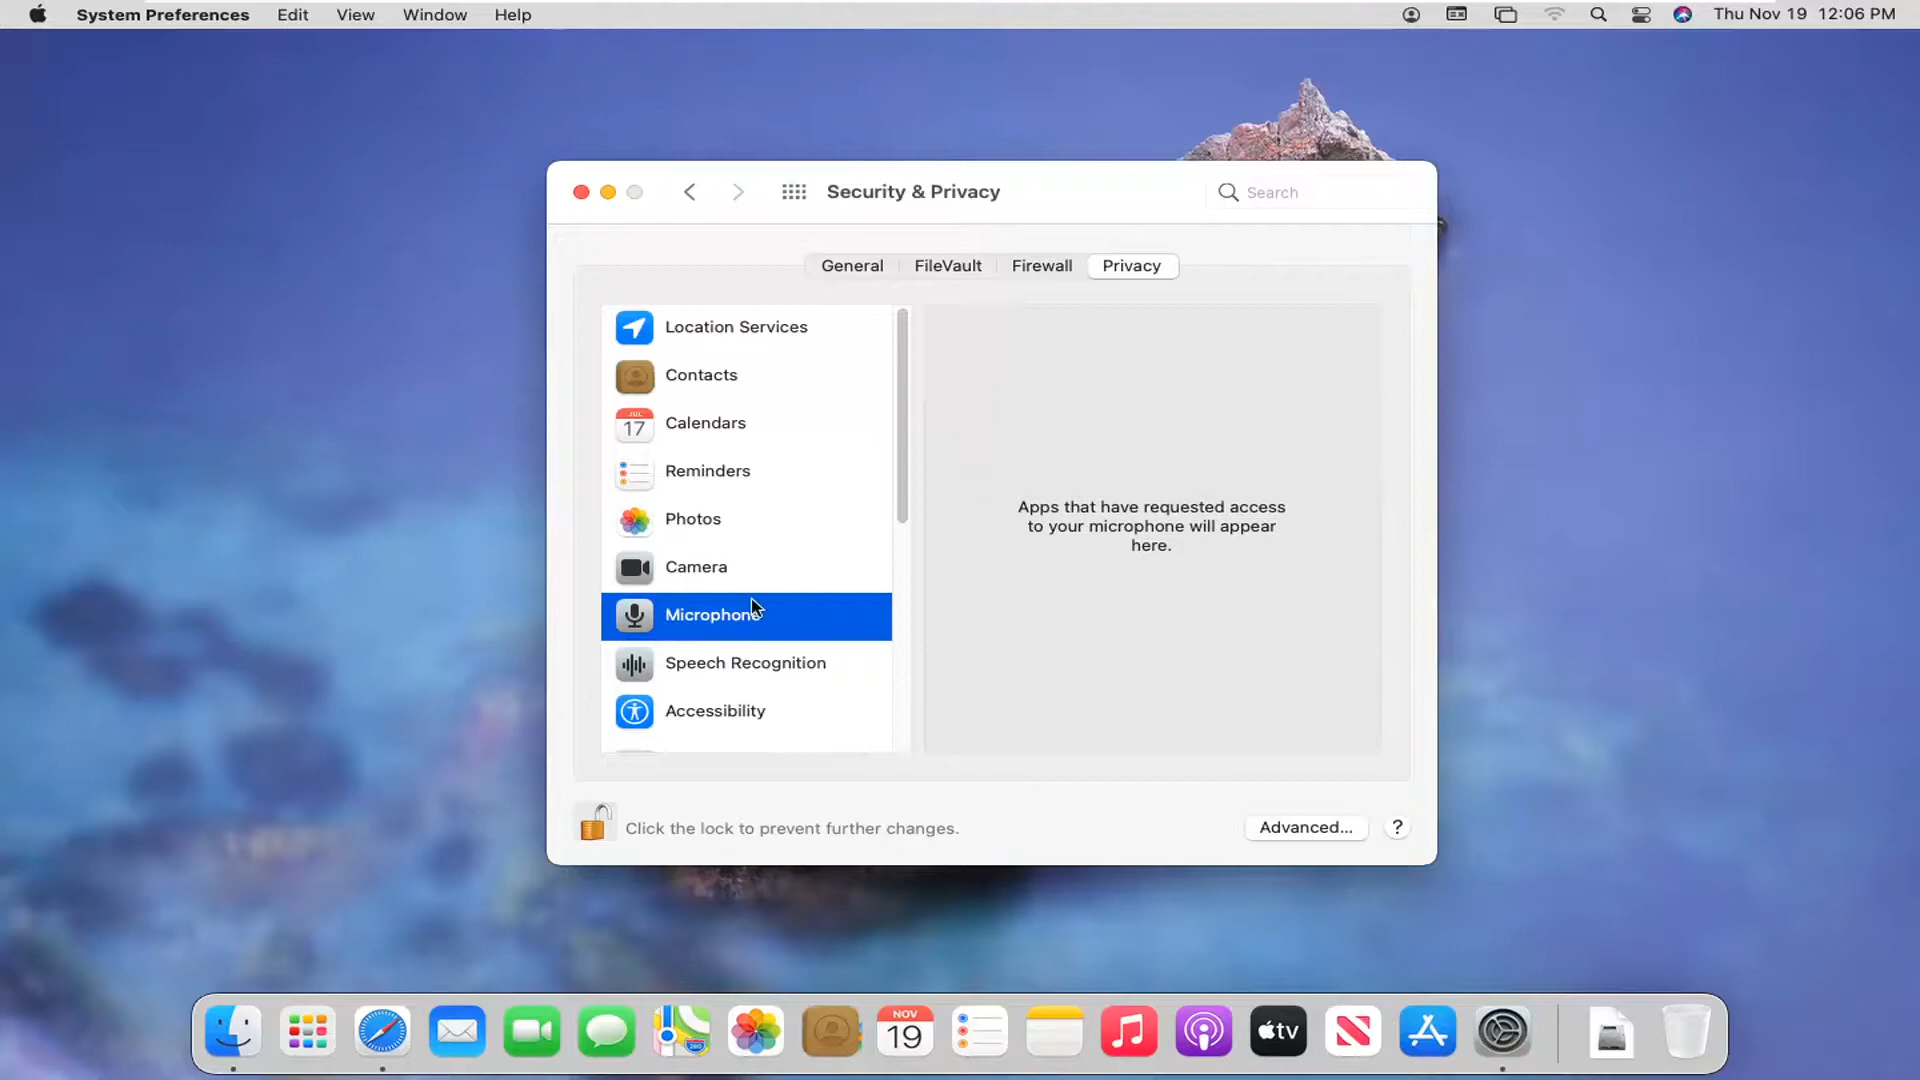 System Preferences Edit View Window Help Thu Nov 19 12:06 PM
Security & Privacy Search
General FileVault Firewall Privacy
Location Services
Contacts
JUL
17 Calendars
Reminders
Photos
Camera
Microphone
Speech Recognition
Accessibility
Apps that have requested access
to your microphone will appear
here.
Click the lock to prevent further changes. Advanced... ?
280
NOV
19
tv